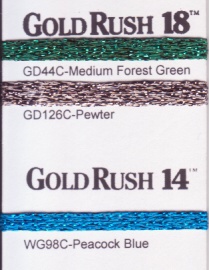 GOLD RUSH 18™
GD44C-Medium Forest Green
GD126C-Pewter
GOLD RUSH 14™
WG98C-Peacock Blue